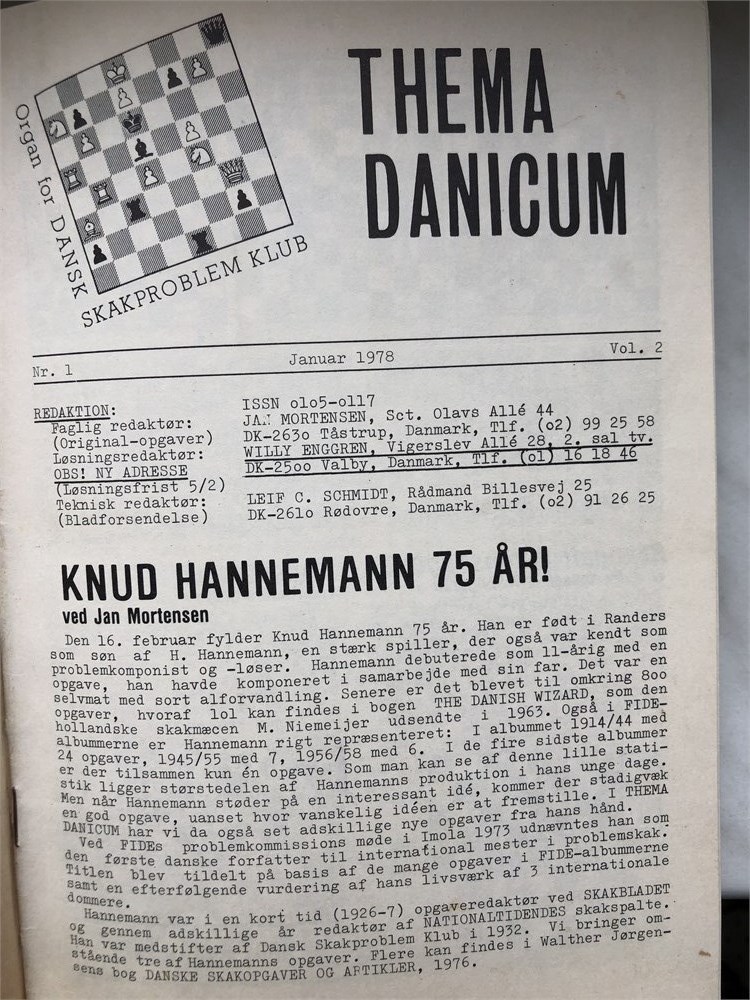 Organ for DANSK
SKAKPROBLEM KLUB
THEMA
DANICUM
Nr. 1 Januar 1978 Vol. 2
REDAKTION: ISSN o1o5-o117
Faglig redaktør: JAN MORTENSEN, Sct. Olavs Allé 44
(Original-opgaver) DK-263o Tåstrup, Danmark, Tlf. (o2) 99 25 58
Løsningsredaktør: WILLY ENGGREN, Vigerslev Allé 28, 2. sal tv.
OBS! NY ADRESSE DK-25oo Valby, Danmark, Tlf. (o1) 16 18 46
(Løsningsfrist 5/2)
Teknisk redaktør: LEIF C. SCHMIDT, Rådmand Billesvej 25
(Bladforsendelse) DK-261o Rødovre, Danmark, Tlf. (o2) 91 26 25
KNUD HANNEMANN 75 ÅR!
ved Jan Mortensen
Den 16. februar fylder Knud Hannemann 75 år. Han er født i Randers
som søn af H. Hannemann, en stærk spiller, der også var kendt som
problemkomponist og -løser. Hannemann debuterede som 11-årig med en
opgave, han havde komponeret i samarbejde med sin far. Det var en
selvmat med sort alforvandling. Senere er det blevet til omkring 8oo
opgaver, hvoraf 1o1 kan findes i bogen THE DANISH WIZARD, som den
hollandske skakmæcen M. Niemeijer udsendte i 1963. Også i FIDE-
albummerne er Hannemann rigt repræsenteret: I albummet 1914/44 med
24 opgaver, 1945/55 med 7, 1956/58 med 6. I de fire sidste albummer
er der tilsammen kun én opgave. Som man kan se af denne lille stati-
stik ligger størstedelen af Hannemanns produktion i hans unge dage.
Men når Hannemann støder på en interessant idé, kommer der stadigvæk
en god opgave, uanset hvor vanskelig idéen er at fremstille. I THEMA
DANICUM har vi da også set adskillige nye opgaver fra hans hånd.
Ved FIDEs problemkommissions møde i Imola 1973 udnævntes han som
den første danske forfatter til international mester i problemskak.
Titlen blev tildelt på basis af de mange opgaver i FIDE-albummerne
samt en efterfølgende vurdering af hans livsværk af 3 internationale
dommere.
Hannemann var i en kort tid (1926-7) opgaveredaktør ved SKAKBLADET
og gennem adskillige år redaktør af NATIONALTIDENDES skakspalte.
Han var medstifter af Dansk Skakproblem Klub i 1932. Vi bringer om-
stående tre af Hannemanns opgaver. Flere kan findes i Walther Jørgen-
sens bog DANSKE SKAKOPGAVER OG ARTIKLER, 1976.